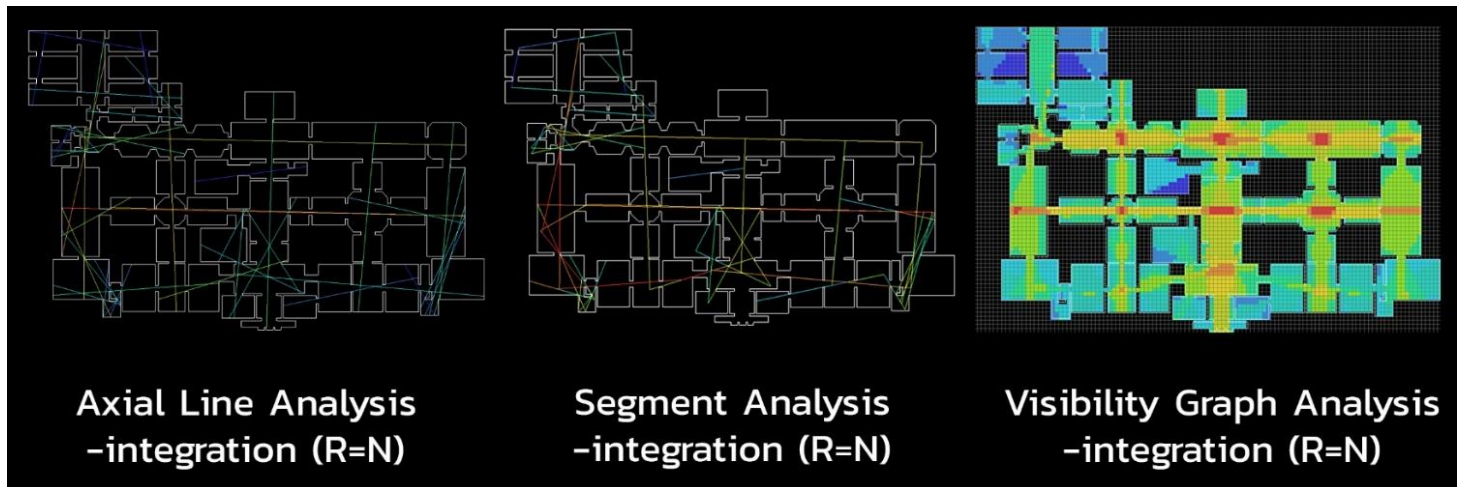 Axial Line Analysis
-integration (R=N)
Segment Analysis
-integration (R=N)
Visibility Graph Analysis
-integration (R=N)